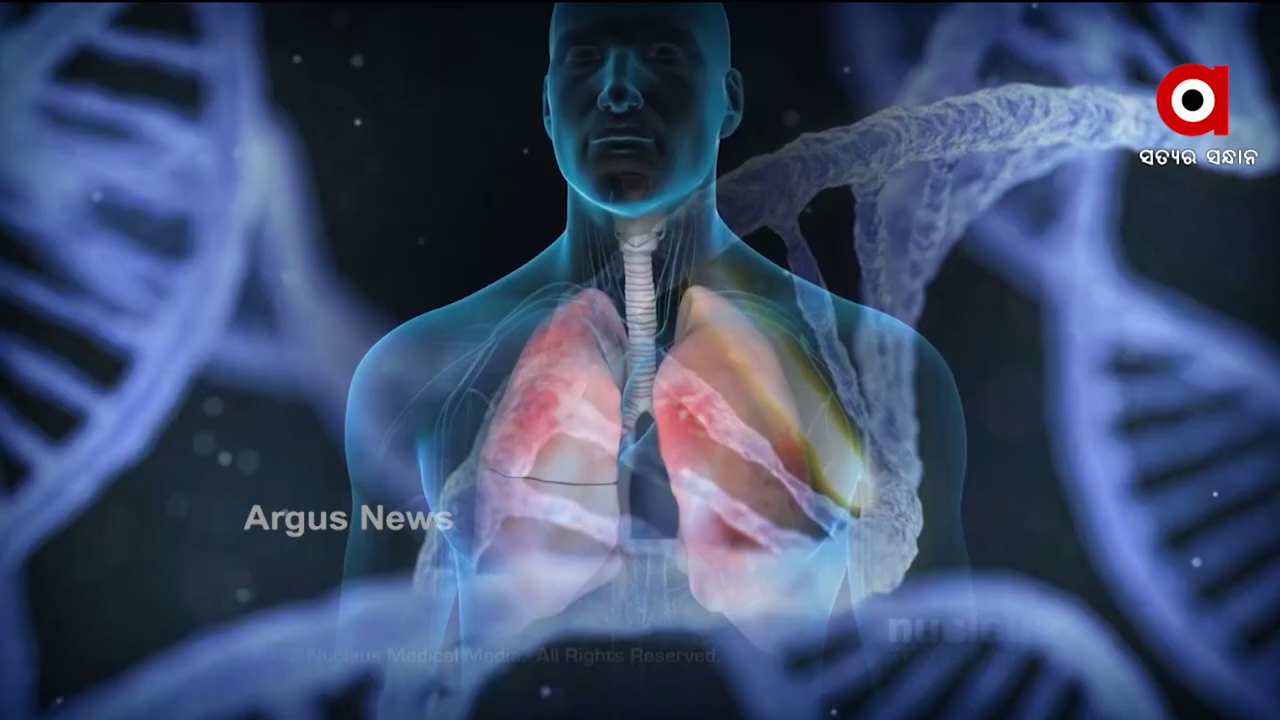 ସତ୍ୟର ସନ୍ଧାନ
Argus News
Nucleus Medical Media. All Rights Reserved.